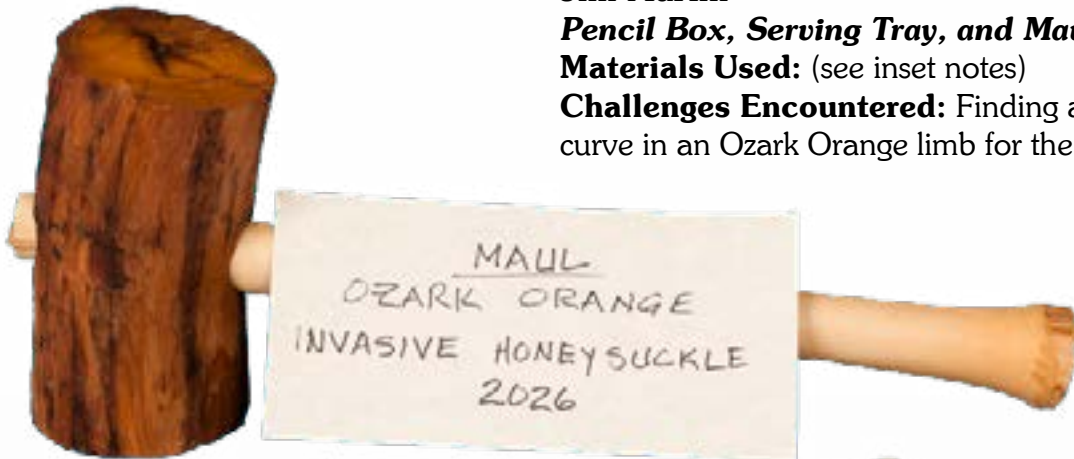 Pencil Box, Serving Tray, and Mau
Materials Used: (see inset notes)
Challenges Encountered: Finding a
curve in an Ozark Orange limb for the
MAUL
OZARK ORANGE
INVASIVE HONEYSUCKLE
2026